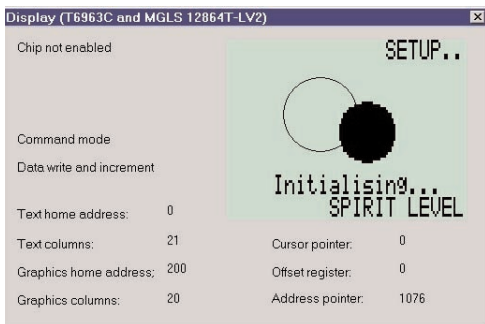 Display (T6963C and MGLS 12864T-LV2)
Chip not enabled
SETUP..
Command mode
Data write and increment
Initialising...
SPIRIT LEVEL
Text home address: 0
Text columns: 21
Cursor pointer: 0
Graphics home address; 200
Offset register: 0
Graphics columns: 20
Address pointer: 1076